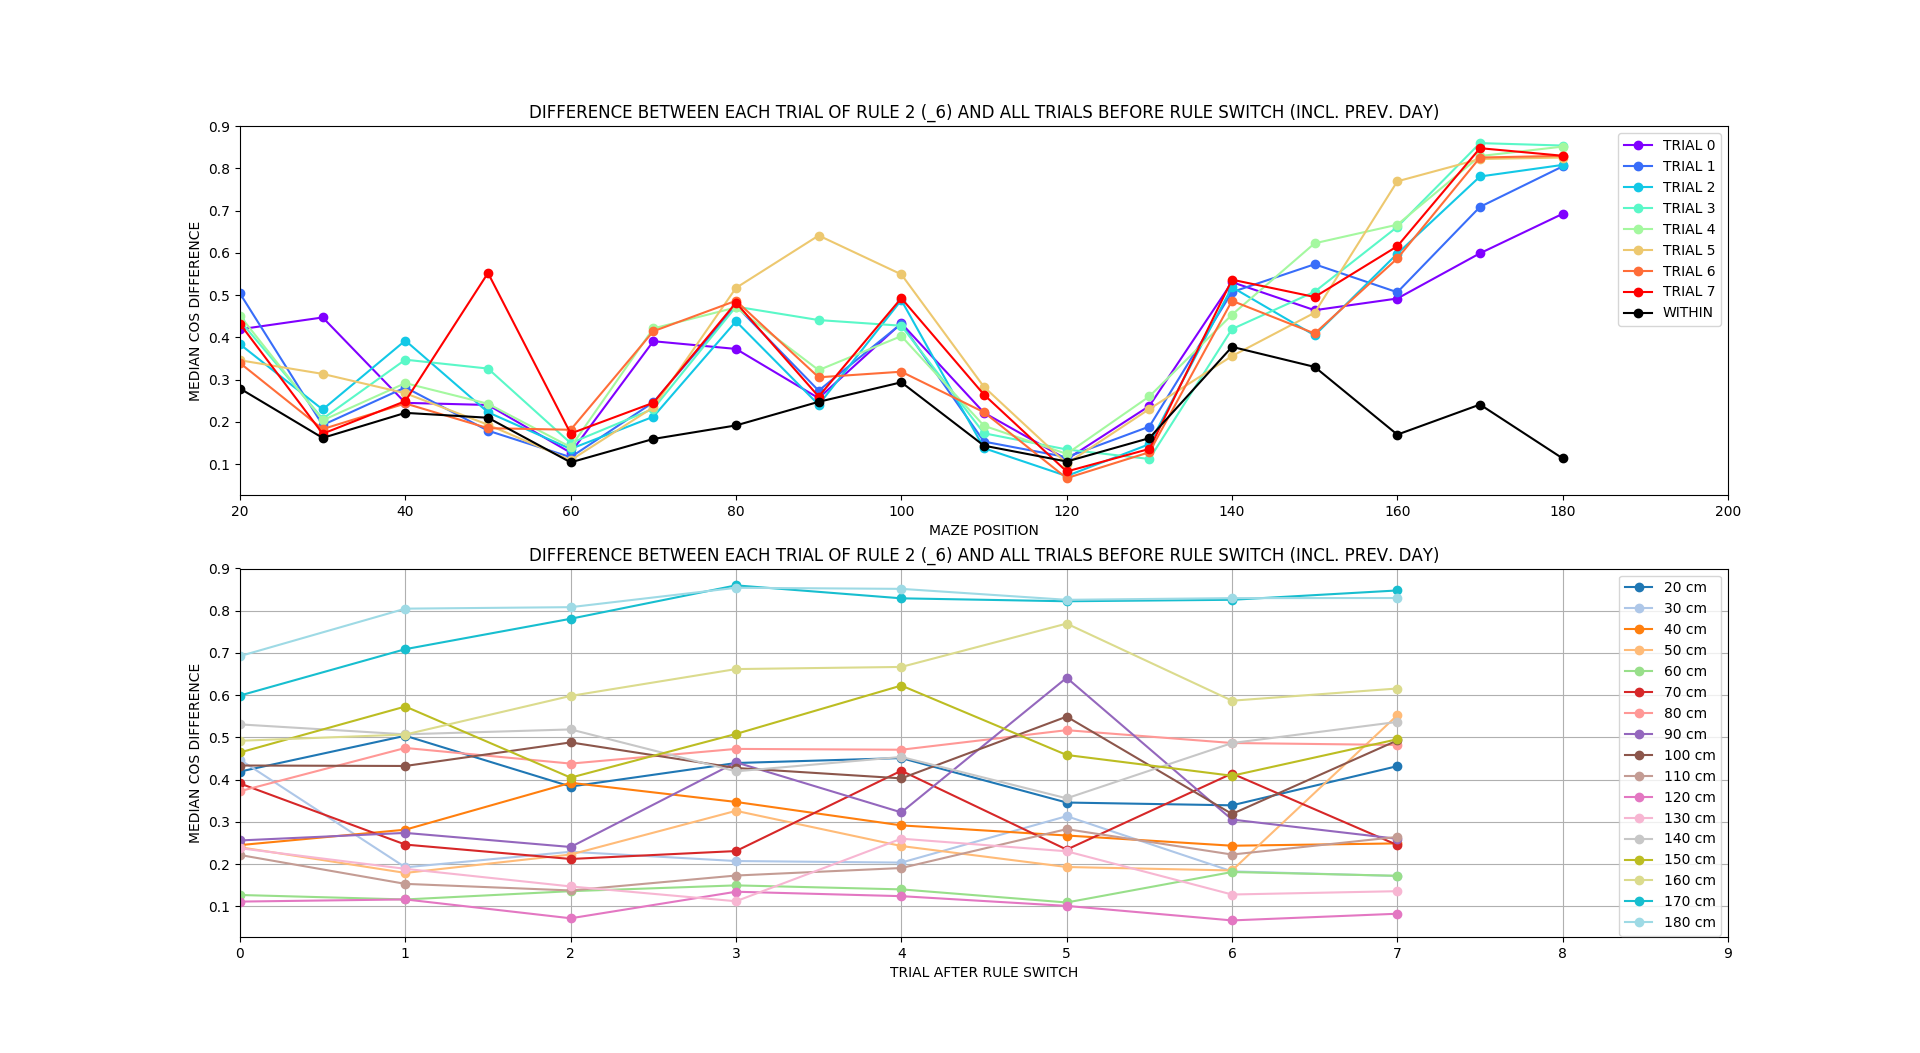 DIFFERENCE BETWEEN EACH TRIAL OF RULE 2 (_6) AND ALL TRIALS BEFORE RULE SWITCH (INCL. PREV. DAY)
MEDIAN COS DIFFERENCE
0.9
0.8
0.7
0.6
0.5
0.4
0.3
0.2
0.1
TRIAL 0
TRIAL 1
TRIAL 2
TRIAL 3
TRIAL 4
TRIAL 5
TRIAL 6
TRIAL 7
WITHIN
20 40 60 80 100 120 140 160 180 200
MAZE POSITION
DIFFERENCE BETWEEN EACH TRIAL OF RULE 2 (_6) AND ALL TRIALS BEFORE RULE SWITCH (INCL. PREV. DAY)
MEDIAN COS DIFFERENCE
0.9
0.8
0.7
0.6
0.5
0.4
0.3
0.2
0.1
20 cm
30 cm
40 cm
50 cm
60 cm
70 cm
80 cm
90 cm
100 cm
110 cm
120 cm
130 cm
140 cm
150 cm
160 cm
170 cm
180 cm
0 1 2 3 4 5 6 7 8 9
TRIAL AFTER RULE SWITCH